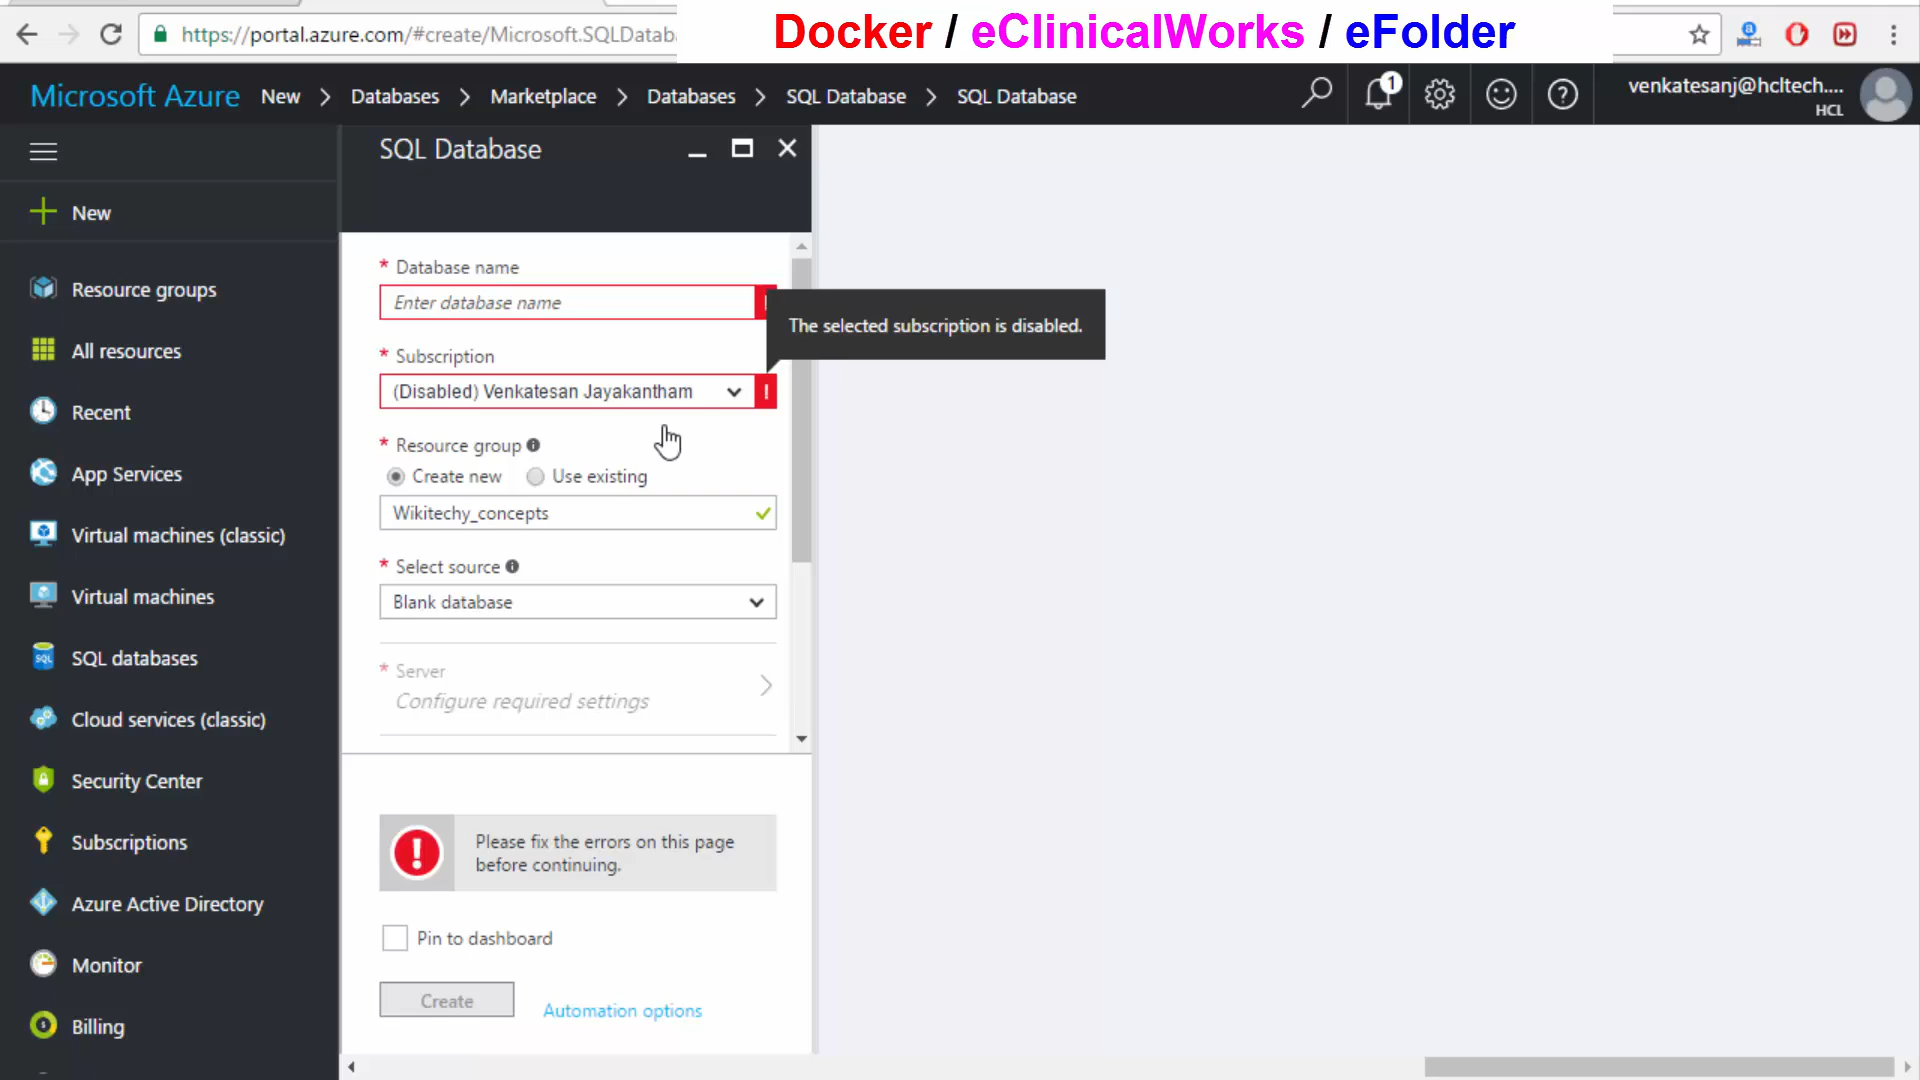 https://portal.azure.com/#create/Microsoft.SQLDatab
Docker / eClinicalWorks / eFolder
Microsoft Azure New > Databases > Marketplace > Databases > SQL Database > SQL Database
1
venkatesanj@hcltech....
HCL
SQL Database
New
Resource groups
All resources
Recent
App Services
Virtual machines (classic)
Virtual machines
SQL databases
Cloud services (classic)
Security Center
Subscriptions
Azure Active Directory
Monitor
Billing
* Database name
Enter database name
The selected subscription is disabled.
* Subscription
(Disabled) Venkatesan Jayakantham
* Resource group
Create new Use existing
Wikitechy_concepts
* Select source
Blank database
* Server
Configure required settings
Please fix the errors on this page
before continuing.
Pin to dashboard
Create Automation options